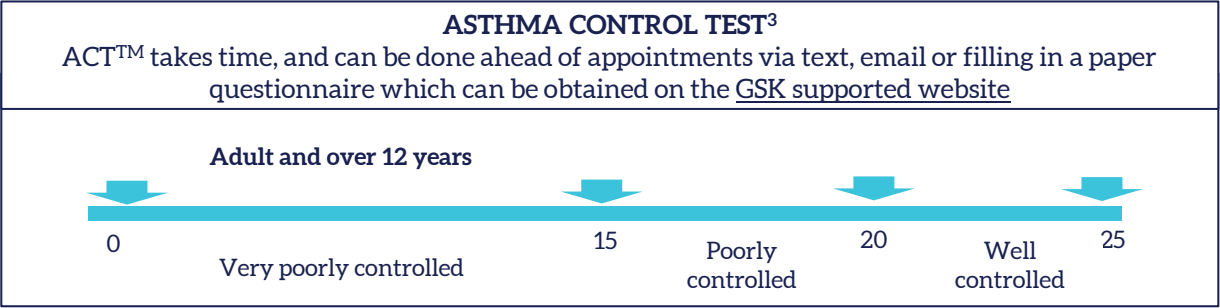 ASTHMA CONTROL TEST³
ACT™ takes time, and can be done ahead of appointments via text, email or filling in a paper
questionnaire which can be obtained on the GSK supported website
Adult and over 12 years
0
15
20
25
Very poorly controlled
Poorly
controlled
Well
controlled